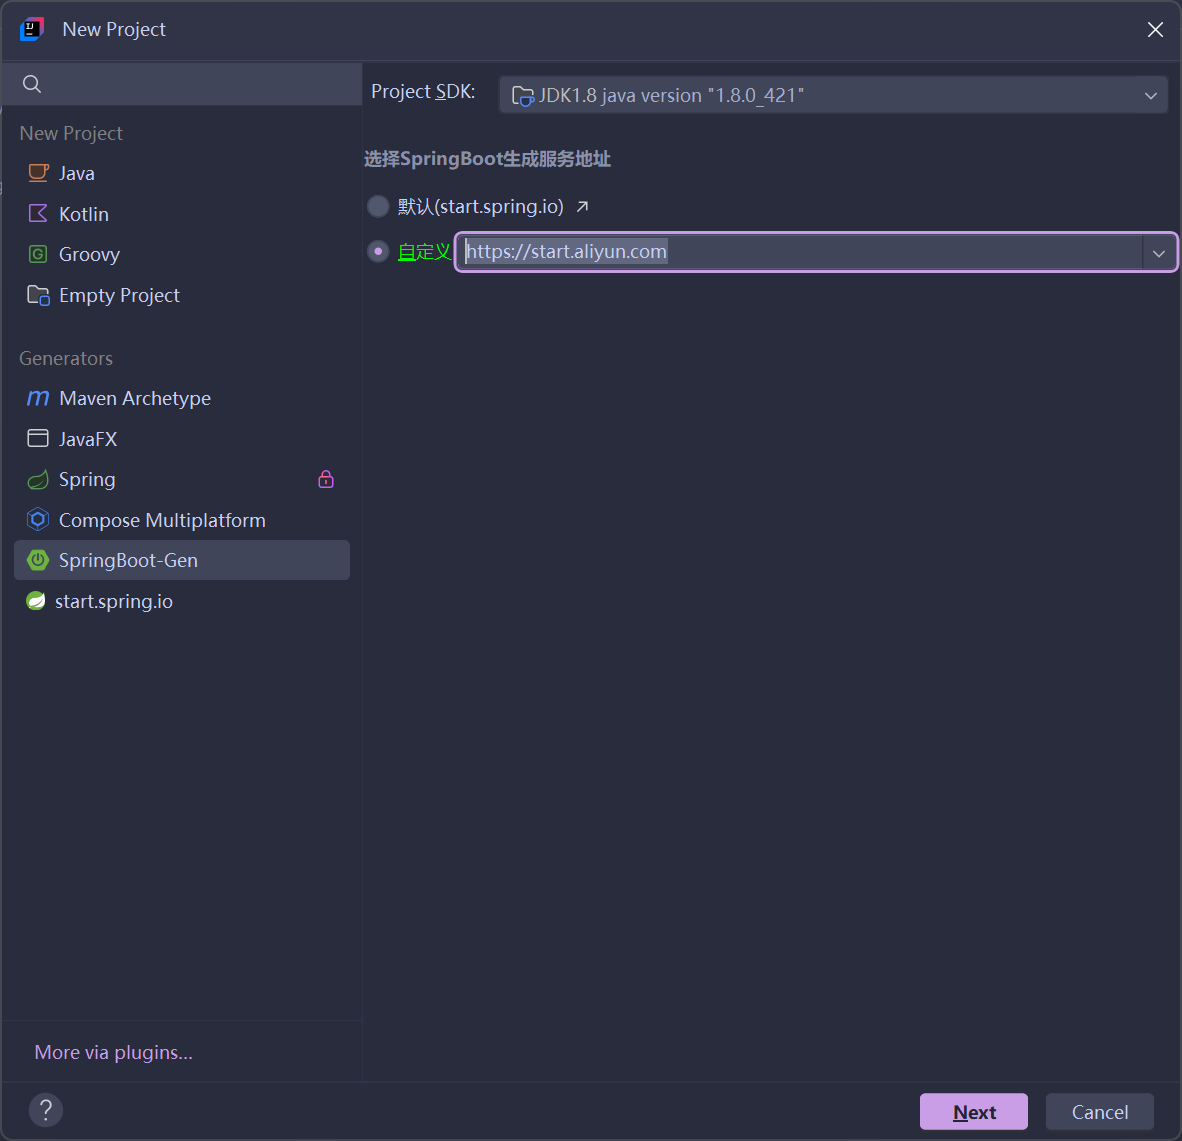 New Project
Project SDK:
JDK1.8 java version "1.8.0_421"
New Project
Java
Kotlin
Groovy
Empty Project
Generators
Maven Archetype
JavaFX
Spring
Compose Multiplatform
SpringBoot-Gen
start.spring.io
选择SpringBoot生成服务地址
默认(start.spring.io)
自定义
https://start.aliyun.com
More via plugins...
?
Next
Cancel